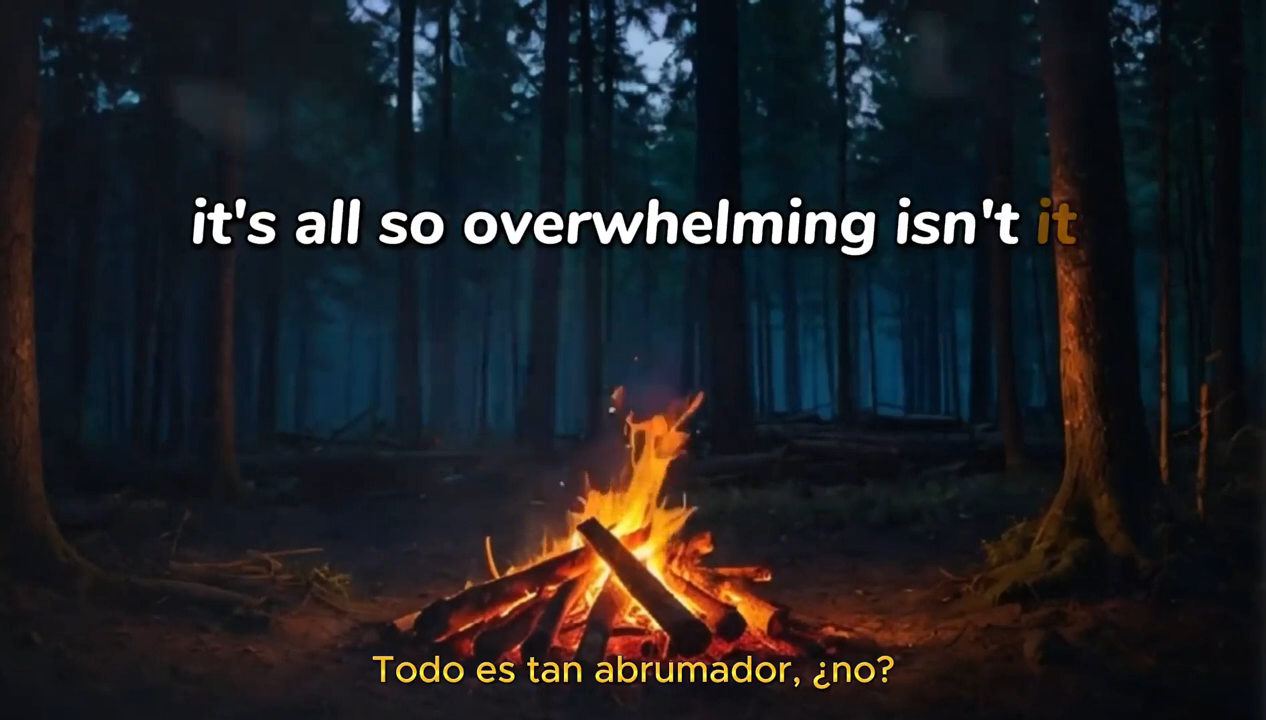 it's all so overwhelming isn't it
Todo es tan abrumador, ¿no?